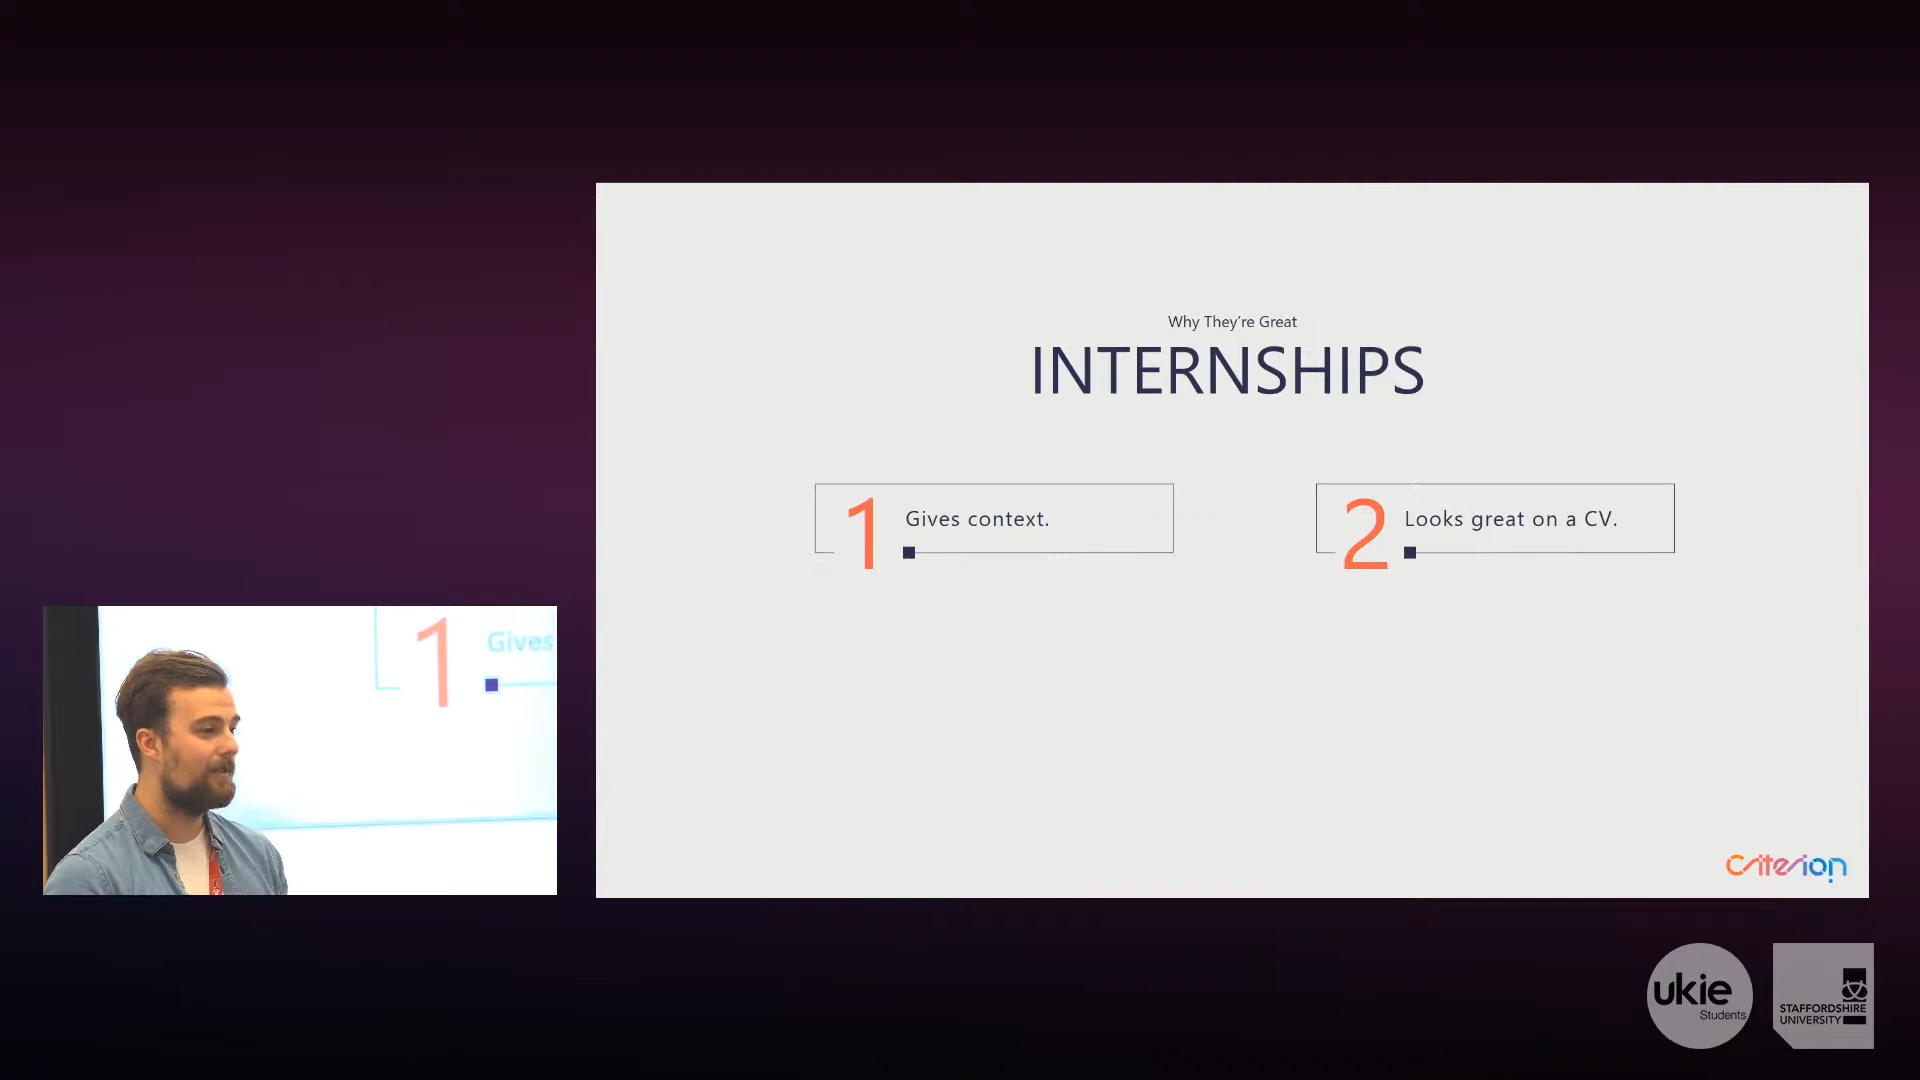 Why They're Great
INTERNSHIPS
1 Gives context.
2 Looks great on a CV.
1 Gives
criterion
ukie
Students
STAFFORDSHIRE
UNIVERSITY